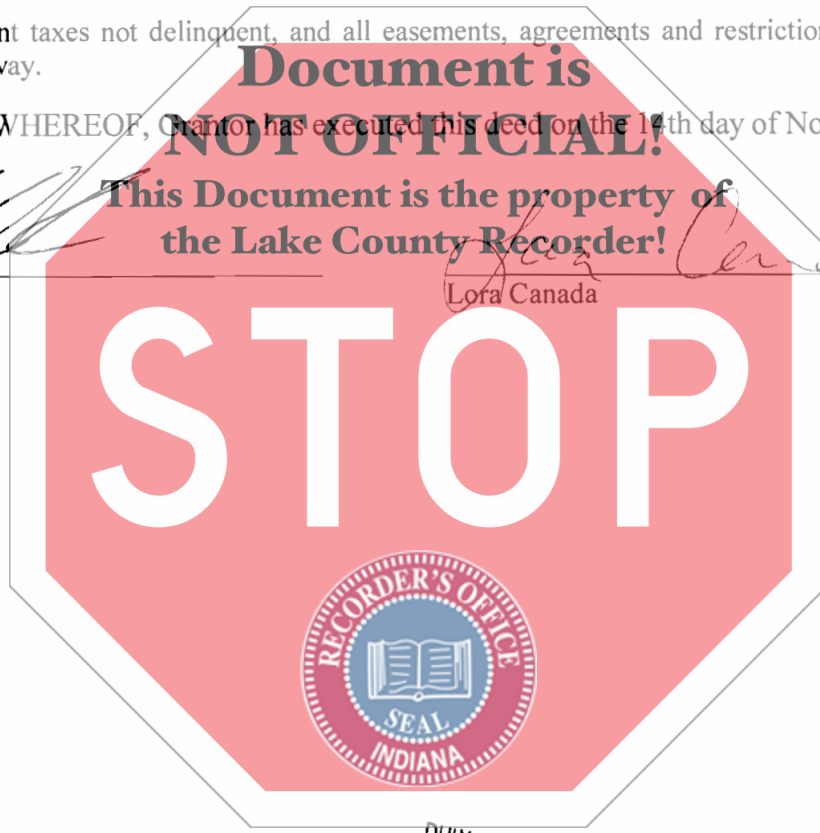 nt taxes not delinquent, and all easements, agreements and restriction
vay.
Document is
WHEREOF, Grantor has executed this deed on the 14th day of No
NOT OFFICIAL!
This Document is the property of
the Lake County Recorder!
Lora Canada
STOP
RECORDER'S OFFICE
SEAL
INDIANA